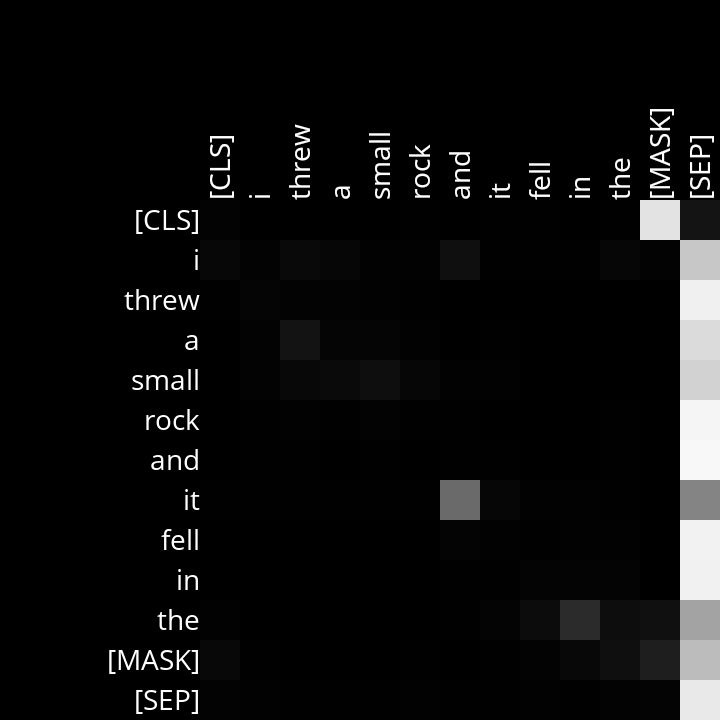 [CLS]
i
threw
a
small
rock
and
it
fell
in
the
[MASK]
[SEP]
[CLS]
i
threw
a
small
rock
and
it
fell
in
the
[MASK]
[SEP]